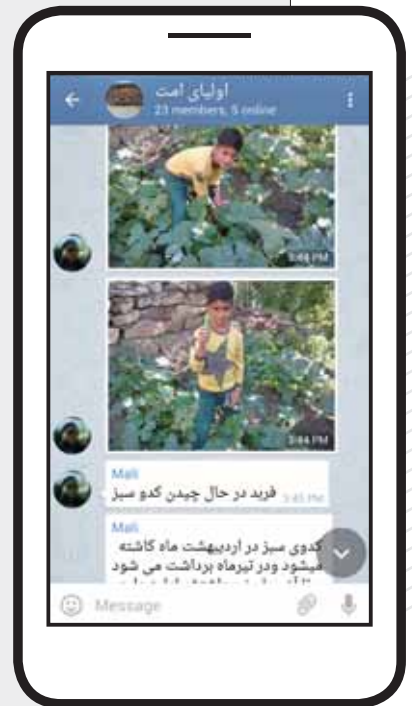 اولیای امت
23 members, 5 online
3:44 PM
3:44 PM
Mali
فرید در حال چیدن کدو سبز
3:45 PM
Mali
کدوی سبز در اردیبهشت ماه کاشته
میشود ودر تیرماه برداشت می شود
Message